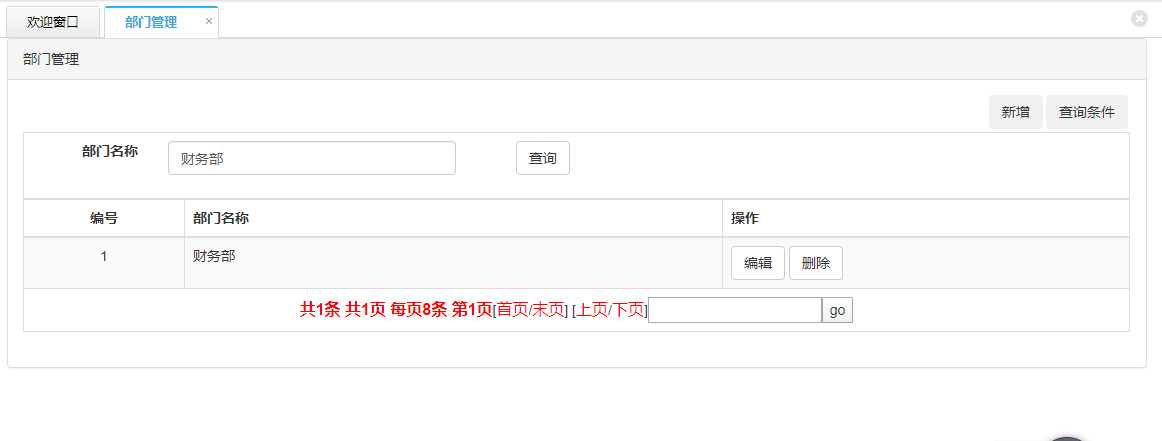 欢迎窗口 部门管理 ×
部门管理
新增 查询条件
部门名称 财务部 查询
编号 部门名称 操作
1 财务部 编辑 删除
共1条 共1页 每页8条 第1页[首页/末页] [上页/下页] go